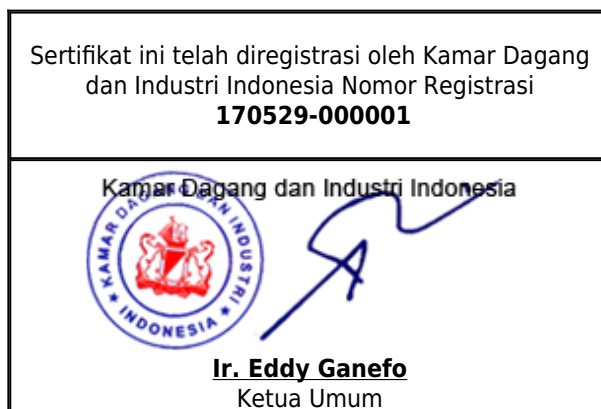 Sertifikat ini telah diregistrasi oleh Kamar Dagang
dan Industri Indonesia Nomor Registrasi
170529-000001
Kamar Dagang dan Industri Indonesia
KAMAR DAGANG DAN INDUSTRI
INDONESIA
Ir. Eddy Ganefo
Ketua Umum